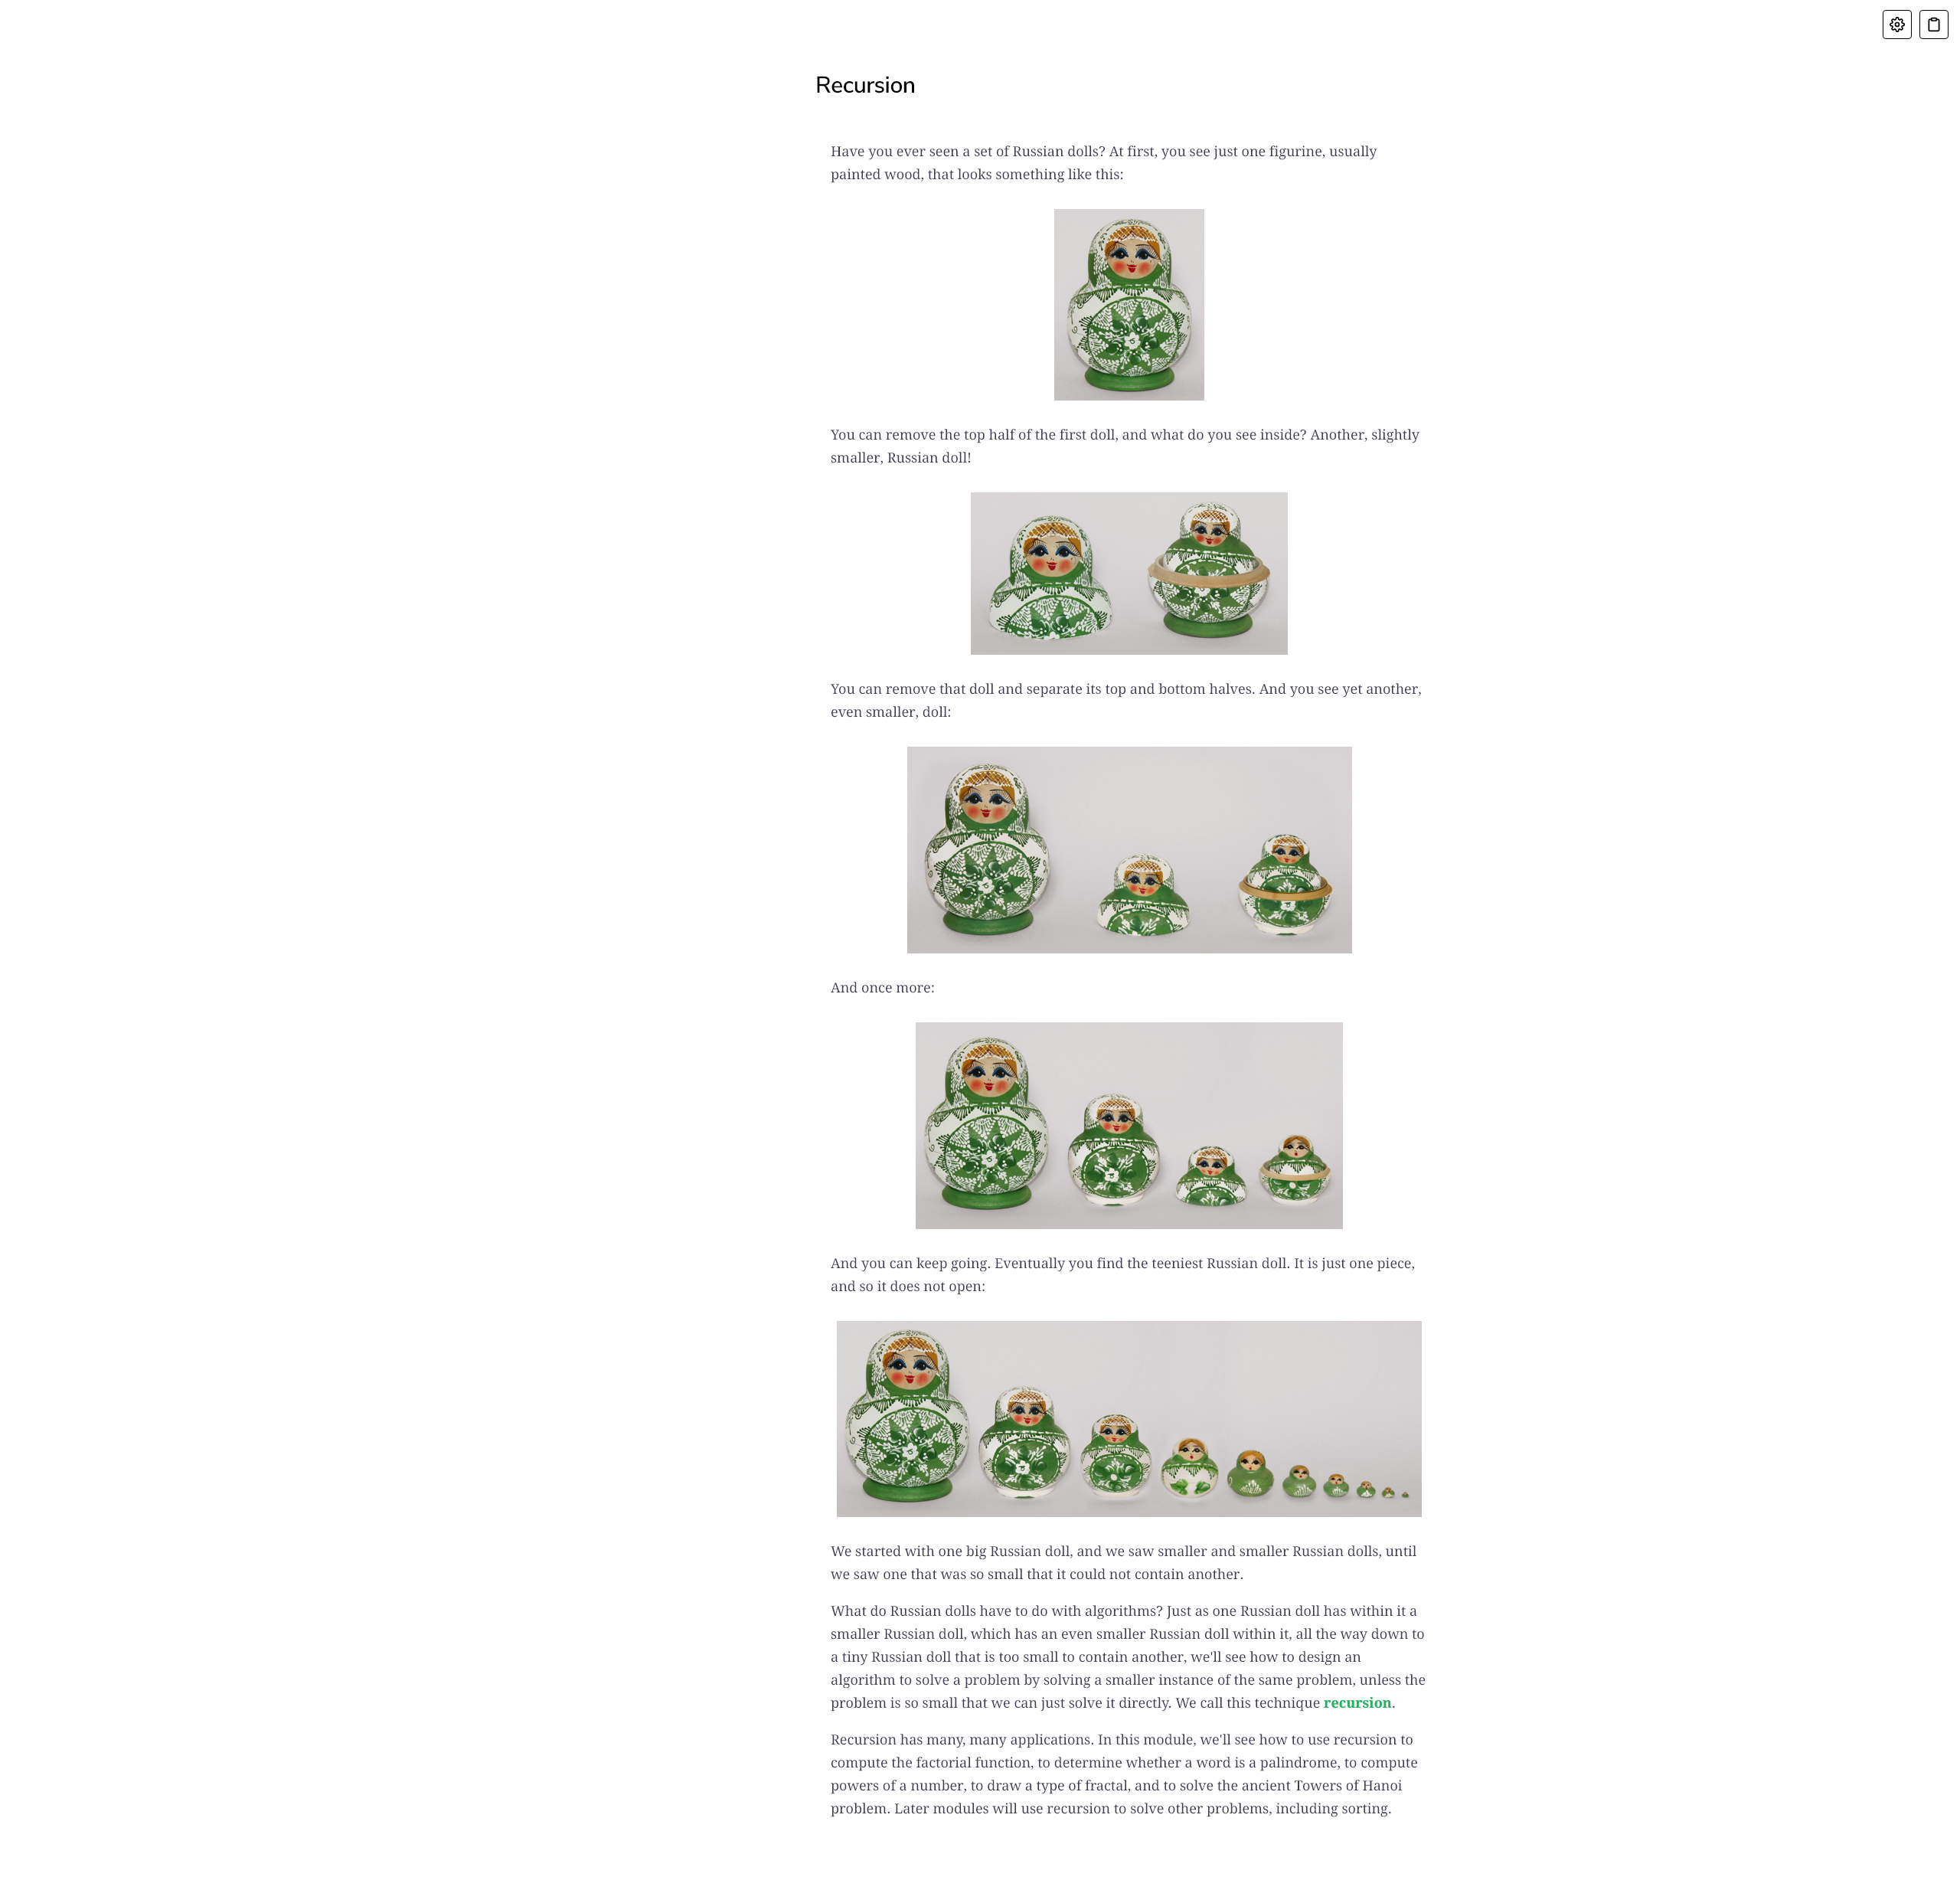 Recursion
Have you ever seen a set of Russian dolls? At first, you see just one figurine, usually
painted wood, that looks something like this:
You can remove the top half of the first doll, and what do you see inside? Another, slightly
smaller, Russian doll!
You can remove that doll and separate its top and bottom halves. And you see yet another,
even smaller, doll:
And once more:
And you can keep going. Eventually you find the teeniest Russian doll. It is just one piece,
and so it does not open:
We started with one big Russian doll, and we saw smaller and smaller Russian dolls, until
we saw one that was so small that it could not contain another.
What do Russian dolls have to do with algorithms? Just as one Russian doll has within it a
smaller Russian doll, which has an even smaller Russian doll within it, all the way down to
a tiny Russian doll that is too small to contain another, we'll see how to design an
algorithm to solve a problem by solving a smaller instance of the same problem, unless the
problem is so small that we can just solve it directly. We call this technique recursion.
Recursion has many, many applications. In this module, we'll see how to use recursion to
compute the factorial function, to determine whether a word is a palindrome, to compute
powers of a number, to draw a type of fractal, and to solve the ancient Towers of Hanoi
problem. Later modules will use recursion to solve other problems, including sorting.